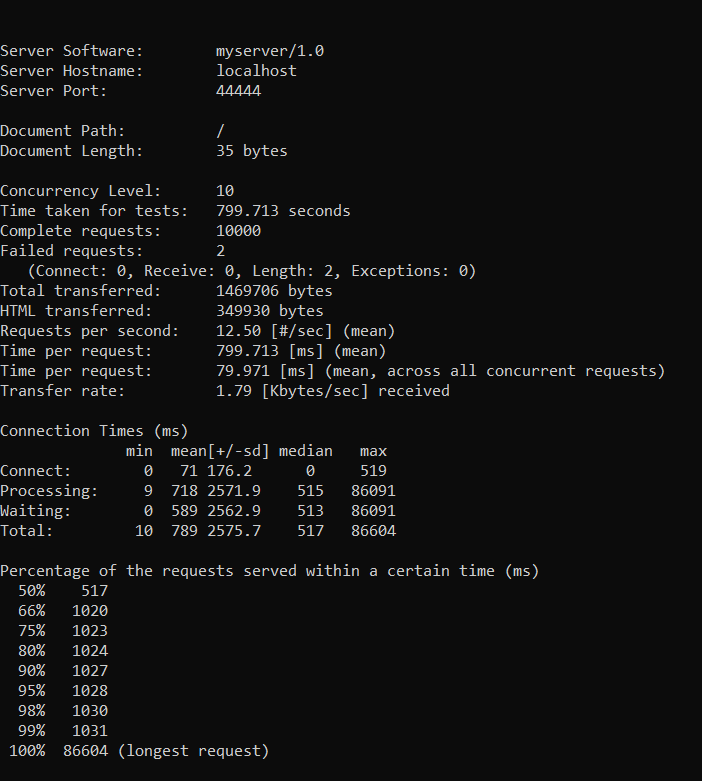 Server Software:        myserver/1.0
Server Hostname:        localhost
Server Port:            44444
Document Path:          /
Document Length:        35 bytes
Concurrency Level:      10
Time taken for tests:   799.713 seconds
Complete requests:      10000
Failed requests:        2
   (Connect: 0, Receive: 0, Length: 2, Exceptions: 0)
Total transferred:      1469706 bytes
HTML transferred:       349930 bytes
Requests per second:    12.50 [#/sec] (mean)
Time per request:       799.713 [ms] (mean)
Time per request:       79.971 [ms] (mean, across all concurrent requests)
Transfer rate:          1.79 [Kbytes/sec] received
Connection Times (ms)
              min  mean[+/-sd] median   max
Connect:        0   71 176.2      0     519
Processing:     9  718 2571.9   515   86091
Waiting:        0  589 2562.9   513   86091
Total:         10  789 2575.7   517   86604
Percentage of the requests served within a certain time (ms)
  50%    517
  66%   1020
  75%   1023
  80%   1024
  90%   1027
  95%   1028
  98%   1030
  99%   1031
 100%  86604 (longest request)